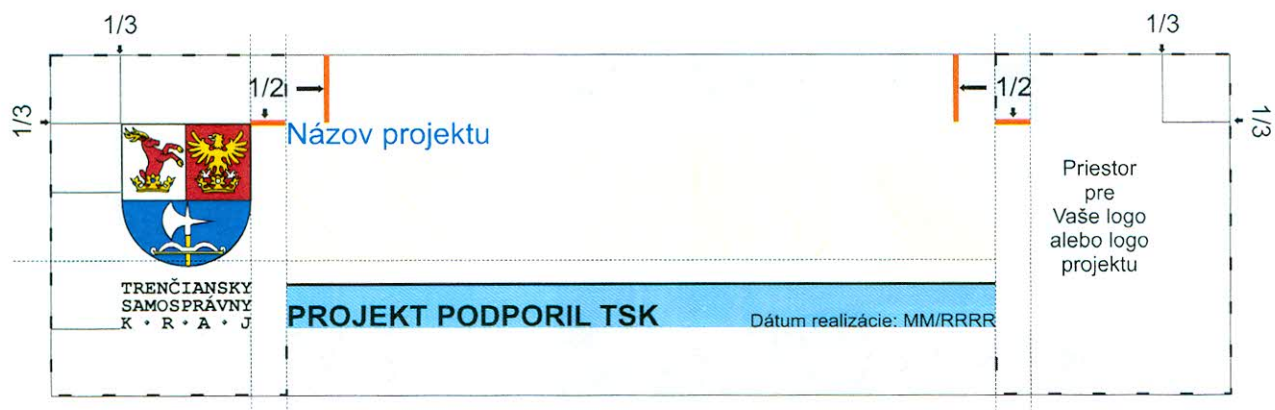 1/3
1/3
1/2
1/2
1/3
1/3
Názov projektu
Priestor
pre
Vaše logo
alebo logo
projektu
TRENČIANSKY
SAMOSPRÁVNY
K · R · A · J
PROJEKT PODPORIL TSK
Dátum realizácie: MM/RRRR